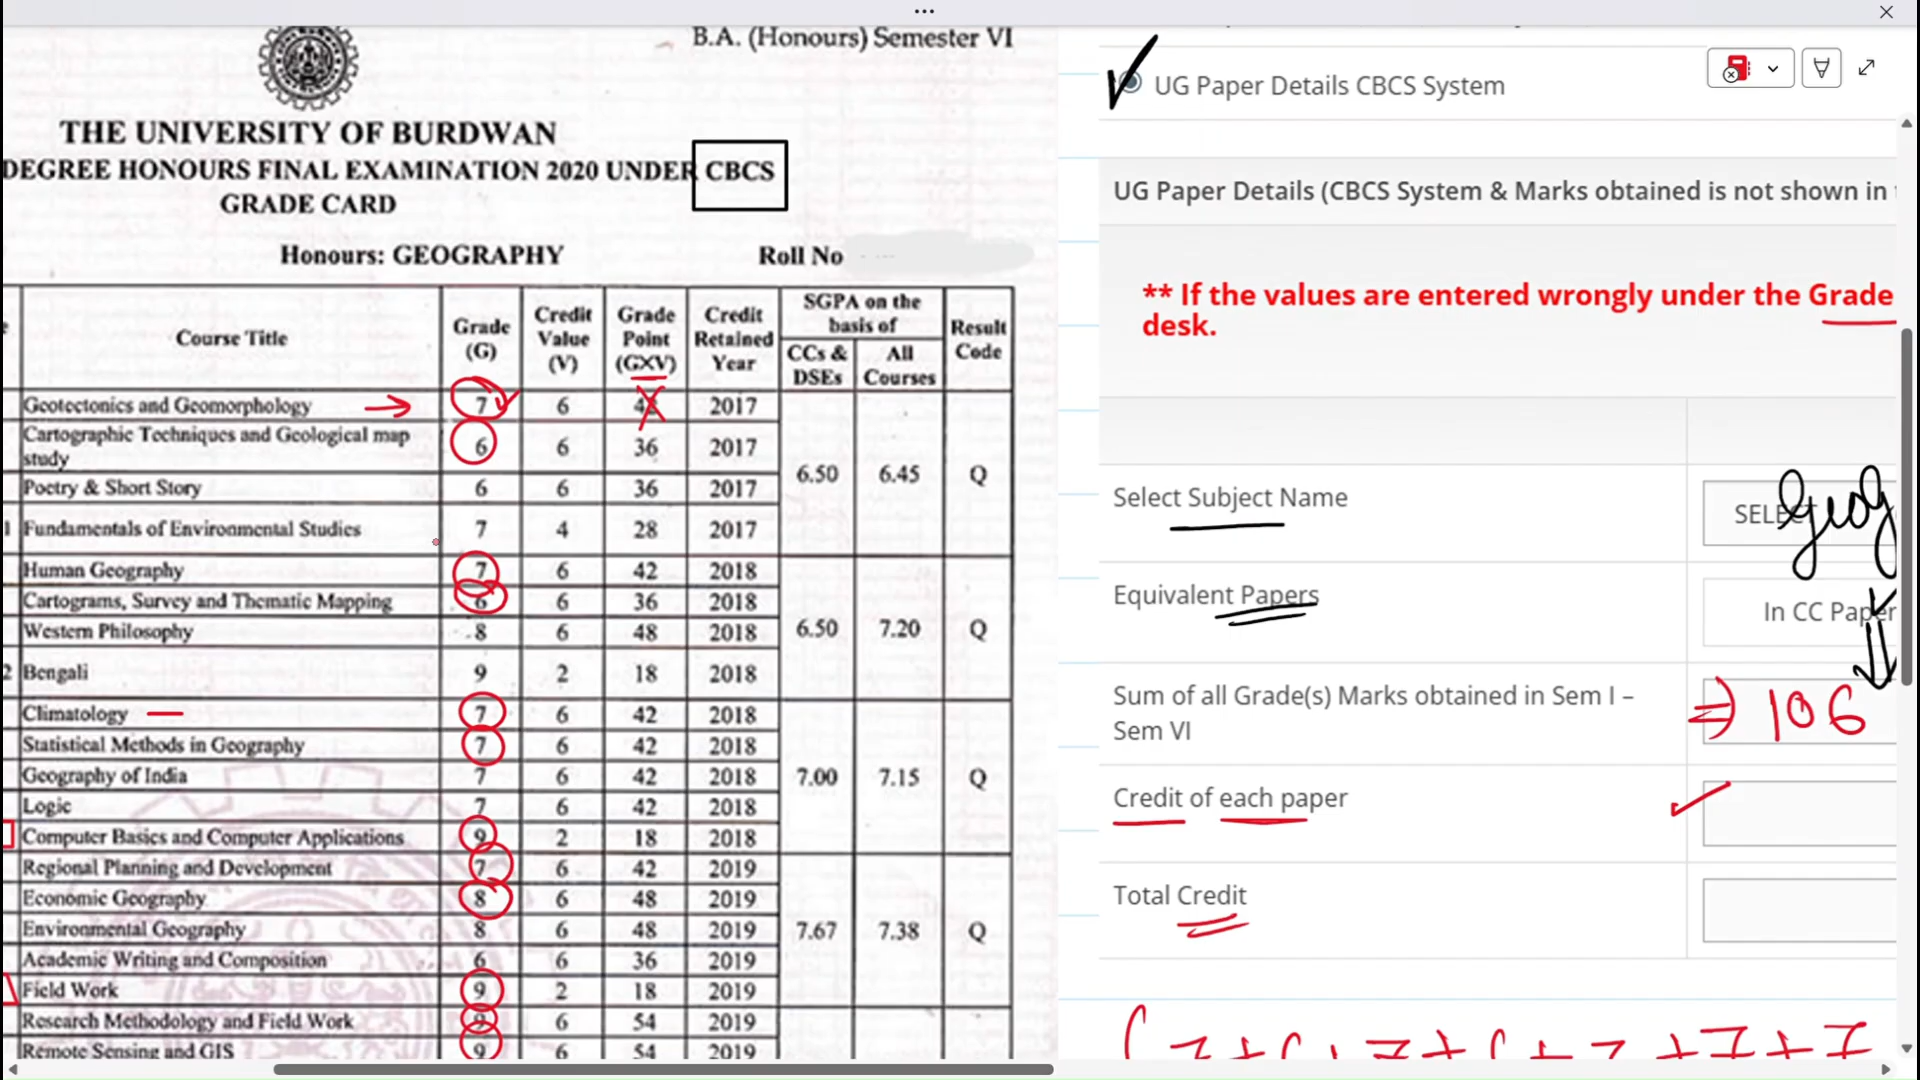 B.A. (Honours) Semester VI
THE UNIVERSITY OF BURDWAN
DEGREE HONOURS FINAL EXAMINATION 2020 UNDER CBCS
GRADE CARD
Honours: GEOGRAPHY Roll No
Course Title Grade (G) Credit Value (V) Grade Point (GXV) Credit Retained Year SGPA on the basis of CCs & DSEs All Courses Result Code
Geotectonics and Geomorphology 7 6 2017
Cartographic Techniques and Geological map study 6 6 36 2017
6.50 6.45 Q
Poetry & Short Story 6 6 36 2017
1 Fundamentals of Environmental Studies 7 4 28 2017
Human Geography 7 6 42 2018
Cartograms, Survey and Thematic Mapping 6 6 36 2018
Western Philosophy 8 6 48 2018 6.50 7.20 Q
2 Bengali 9 2 18 2018
Climatology 7 6 42 2018
Statistical Methods in Geography 7 6 42 2018
Geography of India 7 6 42 2018 7.00 7.15 Q
Logic 7 6 42 2018
Computer Basics and Computer Applications 9 2 18 2018
Regional Planning and Development 7 6 42 2019
Economic Geography 8 6 48 2019
Environmental Geography 8 6 48 2019 7.67 7.38 Q
Academic Writing and Composition 6 6 36 2019
Field Work 9 2 18 2019
Research Methodology and Field Work 9 6 54 2019
Remote Sensing and GIS 9 6 54 2019
UG Paper Details CBCS System
UG Paper Details (CBCS System & Marks obtained is not shown in
** If the values are entered wrongly under the Grade
desk.
Select Subject Name SELECT Geog
Equivalent Papers In CC Paper
Sum of all Grade(s) Marks obtained in Sem I –
Sem VI ⇒ 106
Credit of each paper
Total Credit